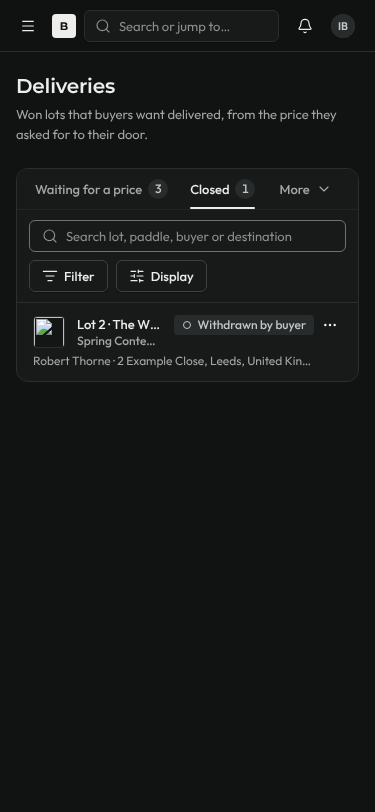 B
Search or jump to...
IB
Deliveries
Won lots that buyers want delivered, from the price they
asked for to their door.
Waiting for a price 3
Closed 1
More
Search lot, paddle, buyer or destination
Filter
Display
Lot 2 · The W...
Withdrawn by buyer
Spring Conte...
Robert Thorne · 2 Example Close, Leeds, United Kin...